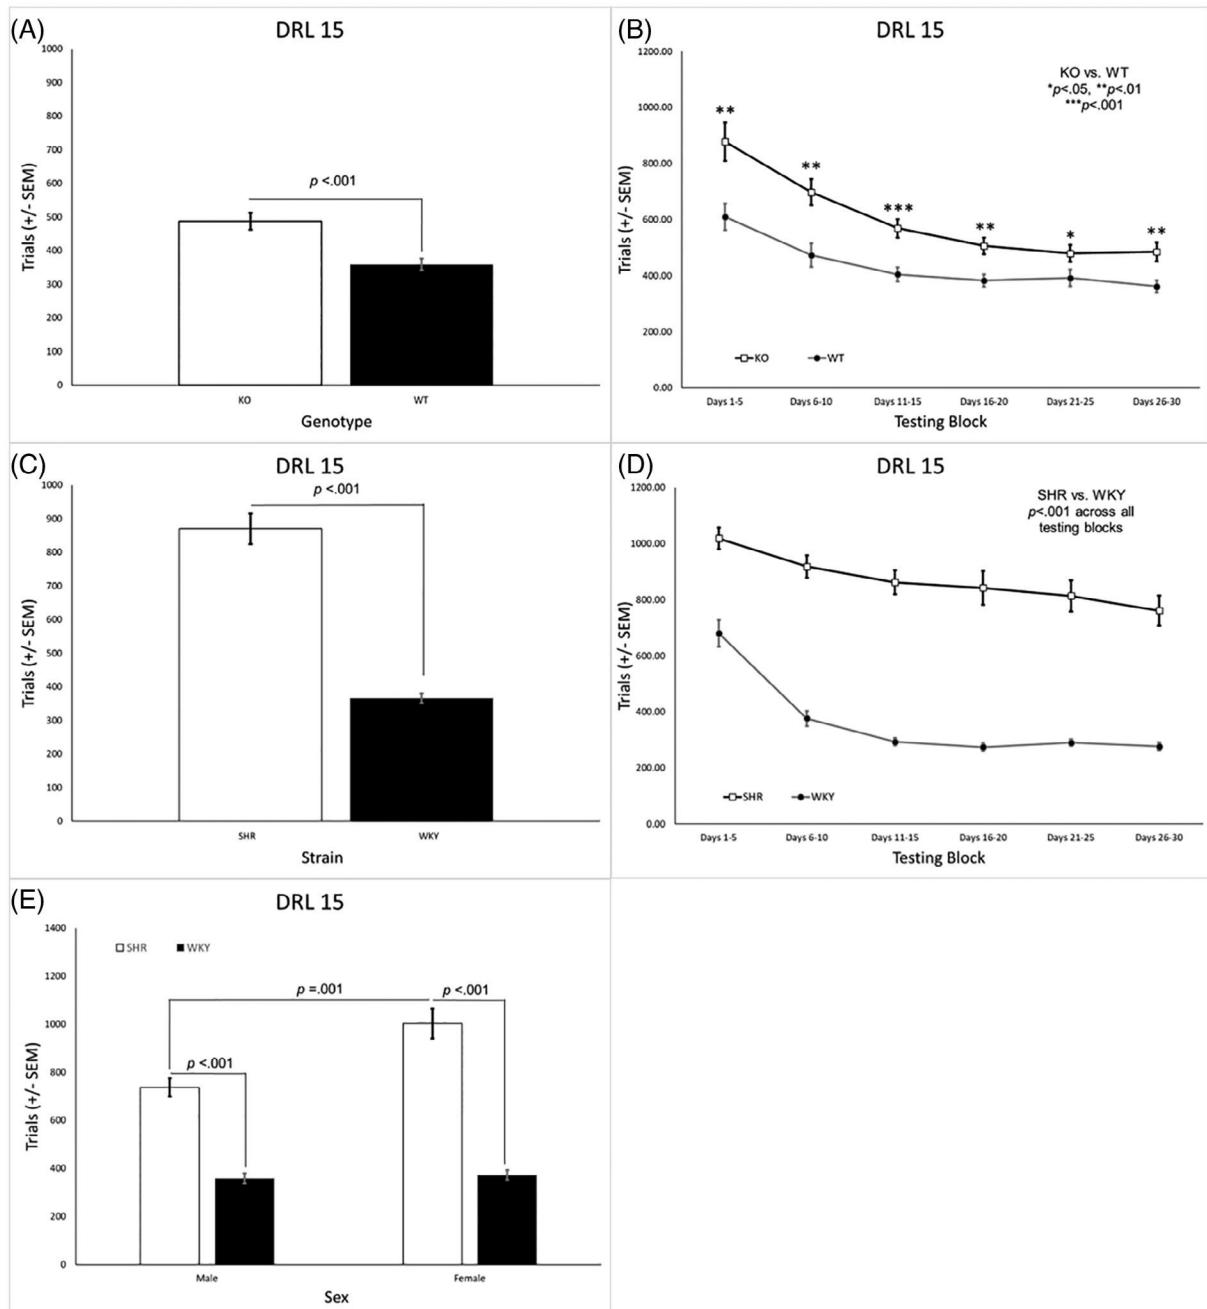 (A)
DRL 15
1000
900
800
700
600
500
400
300
200
100
0
Trials (+/- SEM)
p <.001
KO
WT
Genotype
(B)
DRL 15
1200.00
1000.00
800.00
600.00
400.00
200.00
0.00
Trials (+/- SEM)
KO vs. WT
*p<.05, **p<.01
***p<.001
**
**
***
**
*
**
KO
WT
Days 1-5
Days 6-10
Days 11-15
Days 16-20
Days 21-25
Days 26-30
Testing Block
(C)
DRL 15
1000
900
800
700
600
500
400
300
200
100
0
Trials (+/- SEM)
p <.001
SHR
WKY
Strain
(D)
DRL 15
1200.00
1000.00
800.00
600.00
400.00
200.00
0.00
Trials (+/- SEM)
SHR vs. WKY
p<.001 across all
testing blocks
SHR
WKY
Days 1-5
Days 6-10
Days 11-15
Days 16-20
Days 21-25
Days 26-30
Testing Block
(E)
DRL 15
1400
1200
1000
800
600
400
200
0
Trials (+/- SEM)
SHR
WKY
p =.001
p <.001
p <.001
Male
Female
Sex